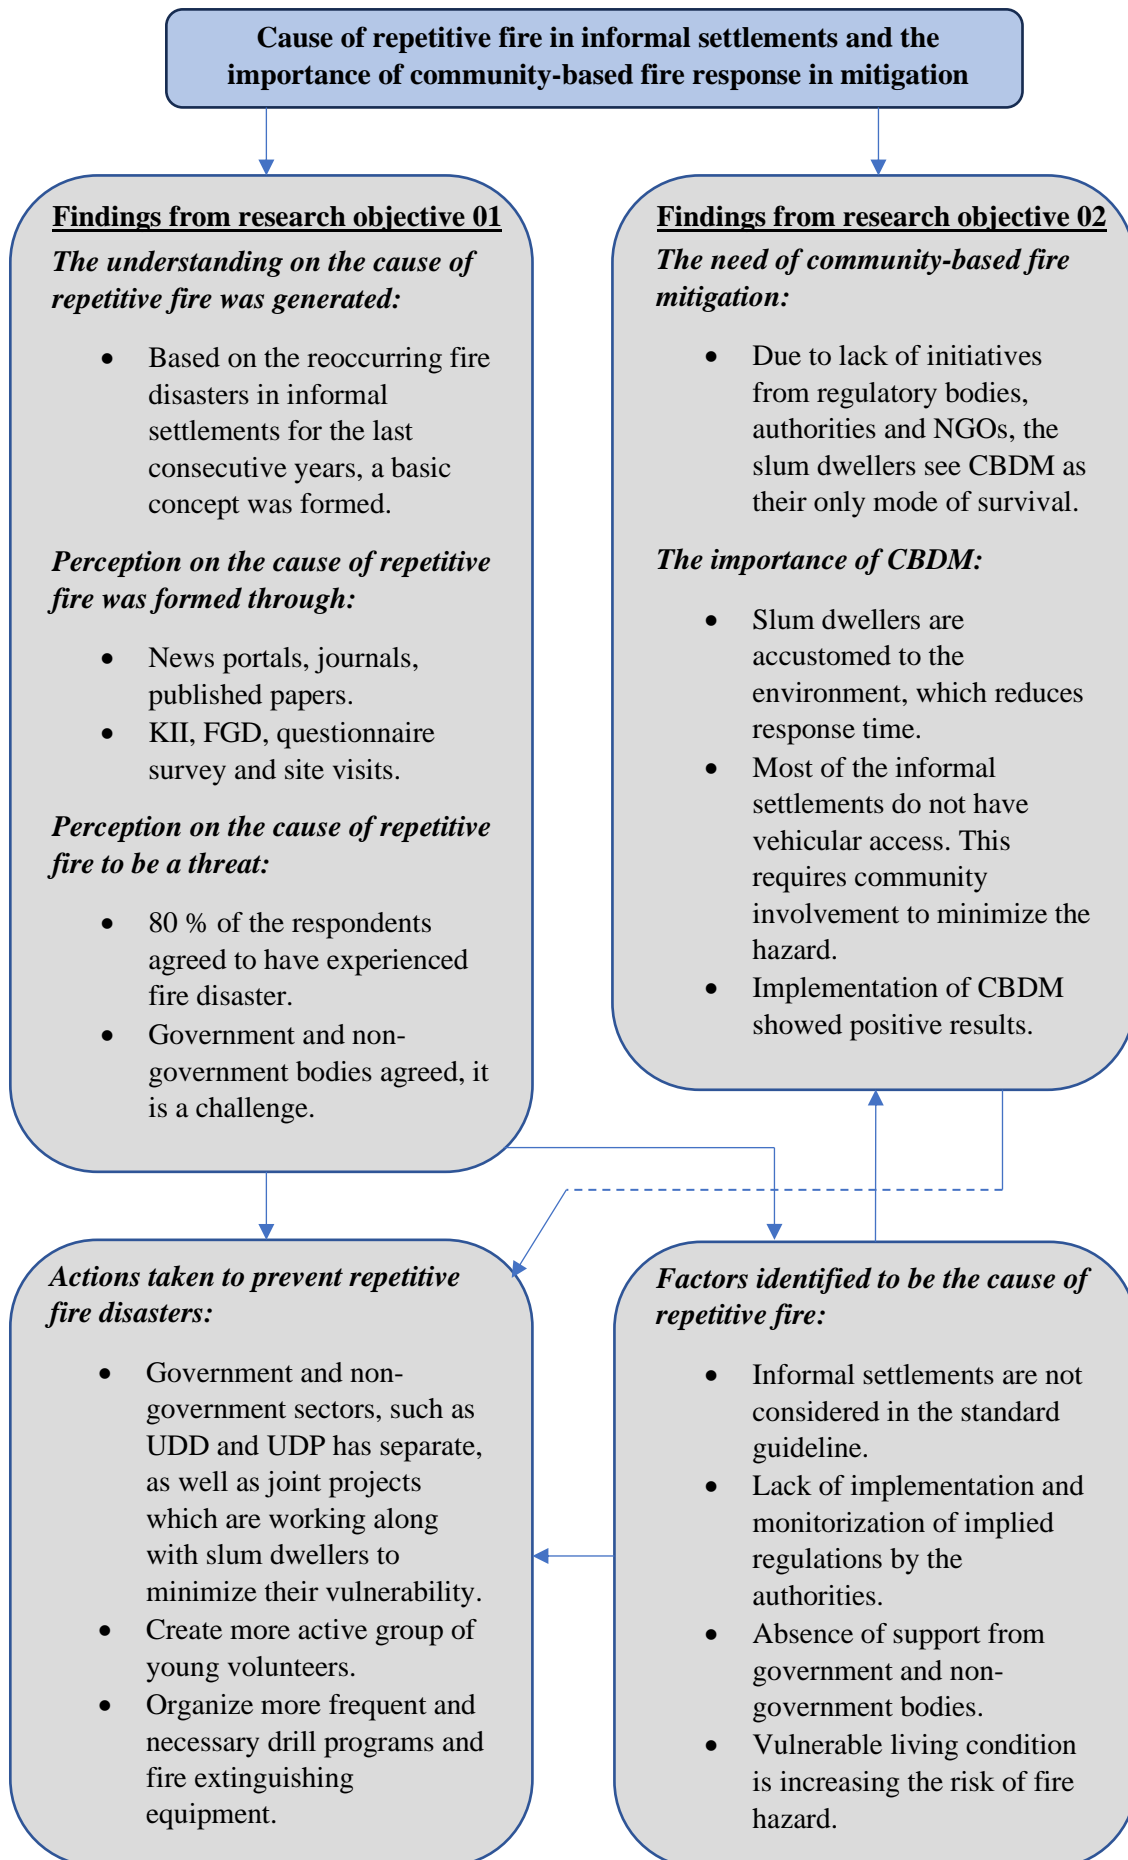 Cause of repetitive fire in informal settlements and the
importance of community-based fire response in mitigation
Findings from research objective 01
The understanding on the cause of
repetitive fire was generated:
• Based on the reoccurring fire
disasters in informal
settlements for the last
consecutive years, a basic
concept was formed.
Perception on the cause of repetitive
fire was formed through:
• News portals, journals,
published papers.
• KII, FGD, questionnaire
survey and site visits.
Perception on the cause of repetitive
fire to be a threat:
• 80 % of the respondents
agreed to have experienced
fire disaster.
• Government and non-
government bodies agreed, it
is a challenge.
Findings from research objective 02
The need of community-based fire
mitigation:
• Due to lack of initiatives
from regulatory bodies,
authorities and NGOs, the
slum dwellers see CBDM as
their only mode of survival.
The importance of CBDM:
• Slum dwellers are
accustomed to the
environment, which reduces
response time.
• Most of the informal
settlements do not have
vehicular access. This
requires community
involvement to minimize the
hazard.
• Implementation of CBDM
showed positive results.
Actions taken to prevent repetitive
fire disasters:
• Government and non-
government sectors, such as
UDD and UDP has separate,
as well as joint projects
which are working along
with slum dwellers to
minimize their vulnerability.
• Create more active group of
young volunteers.
• Organize more frequent and
necessary drill programs and
fire extinguishing
equipment.
Factors identified to be the cause of
repetitive fire:
• Informal settlements are not
considered in the standard
guideline.
• Lack of implementation and
monitorization of implied
regulations by the
authorities.
• Absence of support from
government and non-
government bodies.
• Vulnerable living condition
is increasing the risk of fire
hazard.